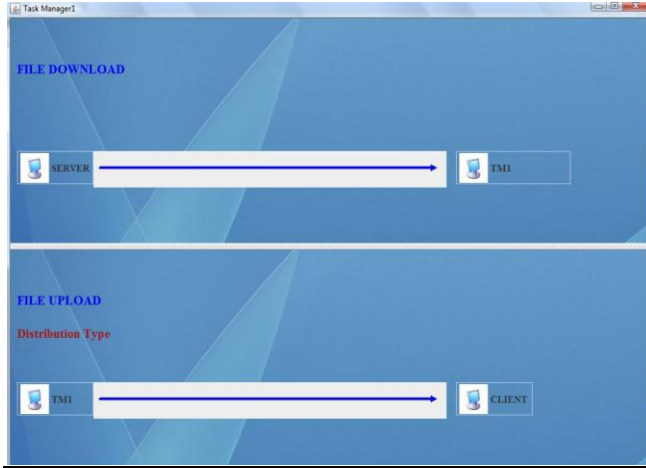 Task Manager1
FILE DOWNLOAD
SERVER
TM1
FILE UPLOAD
Distribution Type
TM1
CLIENT